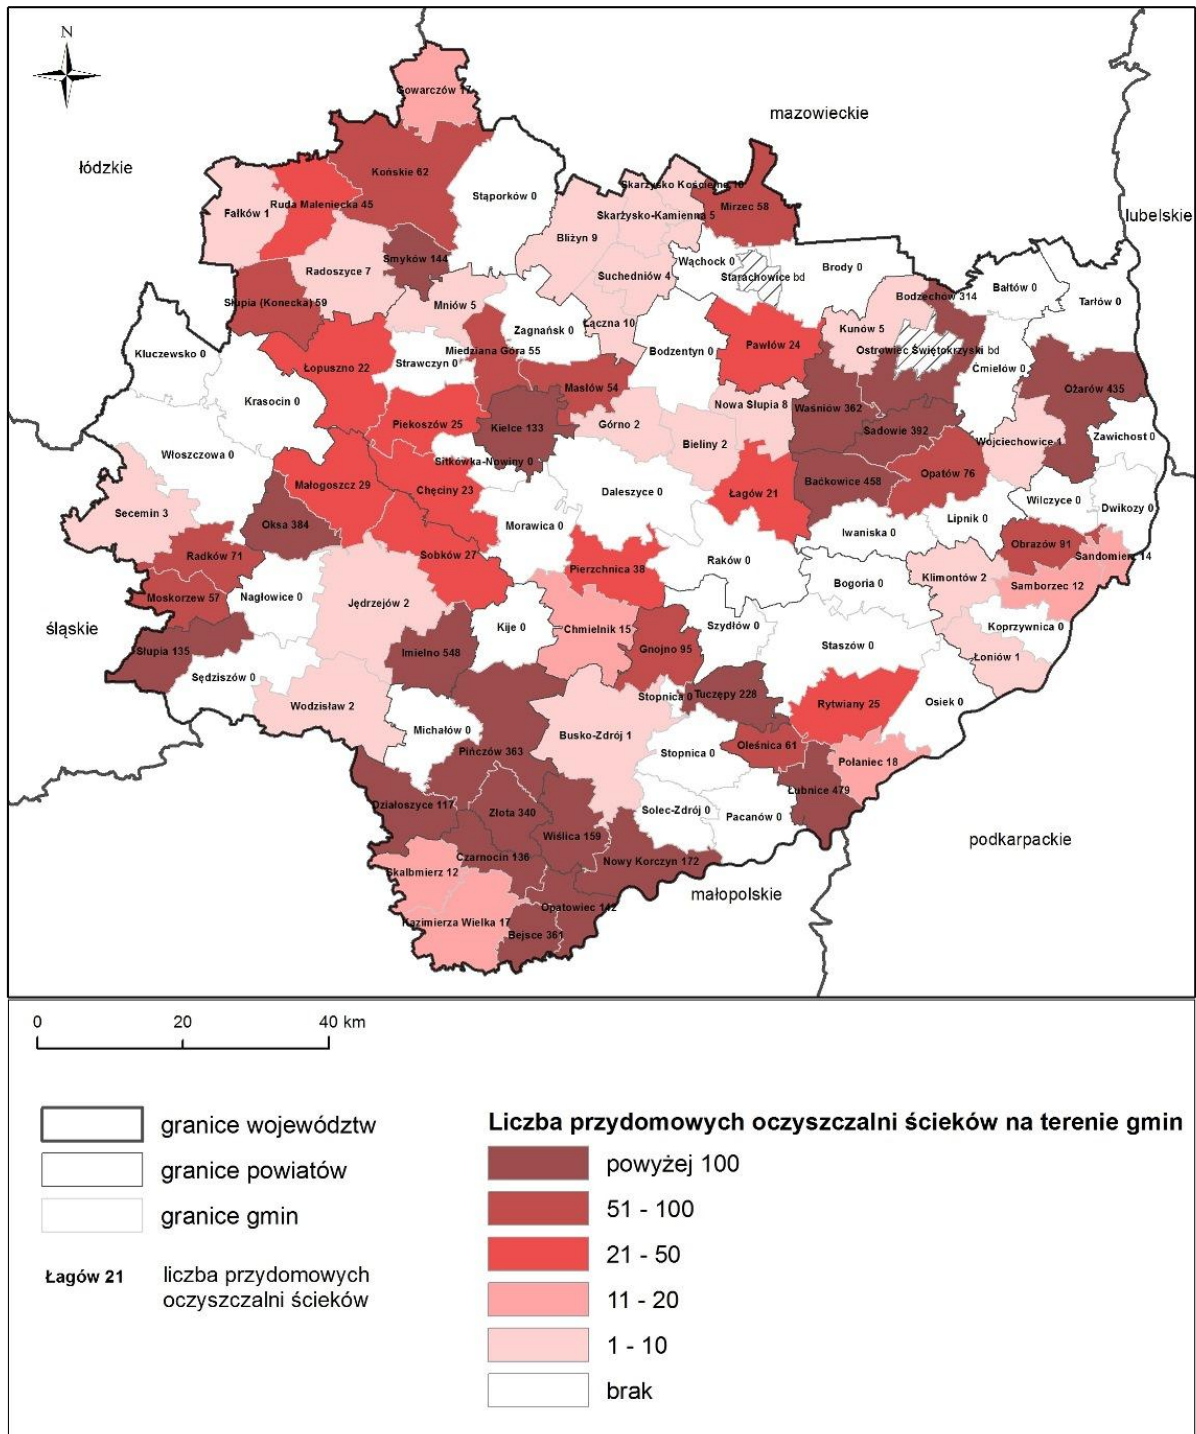 N
mazowieckie
łódzkie
lubelskie
śląskie
podkarpackie
małopolskie
Gowarczów 17
Końskie 62
Stąporków 0
Ruda Maleniecka 45
Fałków 1
Skarżysko Kościelne 10
Skarżysko-Kamienna 5
Mirzec 58
Bliżyn 9
Smyków 144
Radoszyce 7
Wąchock 0
Brody 0
Suchedniów 4
Starachowice bd
Słupia (Konecka) 59
Bodzechów 314
Bałtów 0
Tarłów 0
Mniów 5
Łączna 10
Zagnańsk 0
Kunów 5
Pawłów 24
Bodzentyn 0
Miedziana Góra 55
Ostrowiec Świętokrzyski bd
Kluczewsko 0
Strawczyn 0
Łopuszno 22
Ćmielów 0
Masłów 54
Ożarów 435
Krasocin 0
Nowa Słupia 8
Waśniów 362
Piekoszów 25
Kielce 133
Górno 2
Sadowie 392
Bieliny 2
Wojciechowice 1
Zawichost 0
Włoszczowa 0
Sitkówka-Nowiny 0
Opatów 76
Małogoszcz 29
Chęciny 23
Daleszyce 0
Łagów 21
Baćkowice 458
Wilczyce 0
Dwikozy 0
Secemin 3
Oksa 384
Morawica 0
Lipnik 0
Iwaniska 0
Obrazów 91
Sandomierz 14
Radków 71
Sobków 27
Pierzchnica 38
Raków 0
Klimontów 2
Bogoria 0
Samborzec 12
Moskorzew 57
Nagłowice 0
Jędrzejów 2
Kije 0
Chmielnik 15
Szydłów 0
Koprzywnica 0
Słupia 135
Imielno 548
Gnojno 95
Staszów 0
Łoniów 1
Sędziszów 0
Stopnica 0
Tuczępy 228
Wodzisław 2
Rytwiany 25
Osiek 0
Michałów 0
Busko-Zdrój 1
Pińczów 363
Stopnica 0
Oleśnica 61
Połaniec 18
Łubnice 479
Działoszyce 117
Złota 340
Solec-Zdrój 0
Pacanów 0
Wiślica 159
Czarnocin 136
Nowy Korczyn 172
Skalbmierz 12
Opatowiec 142
Kazimierza Wielka 17
Bejsce 361
0 20 40 km
granice województw
granice powiatów
granice gmin
Łagów 21
liczba przydomowych
oczyszczalni ścieków
Liczba przydomowych oczyszczalni ścieków na terenie gmin
powyżej 100
51 - 100
21 - 50
11 - 20
1 - 10
brak